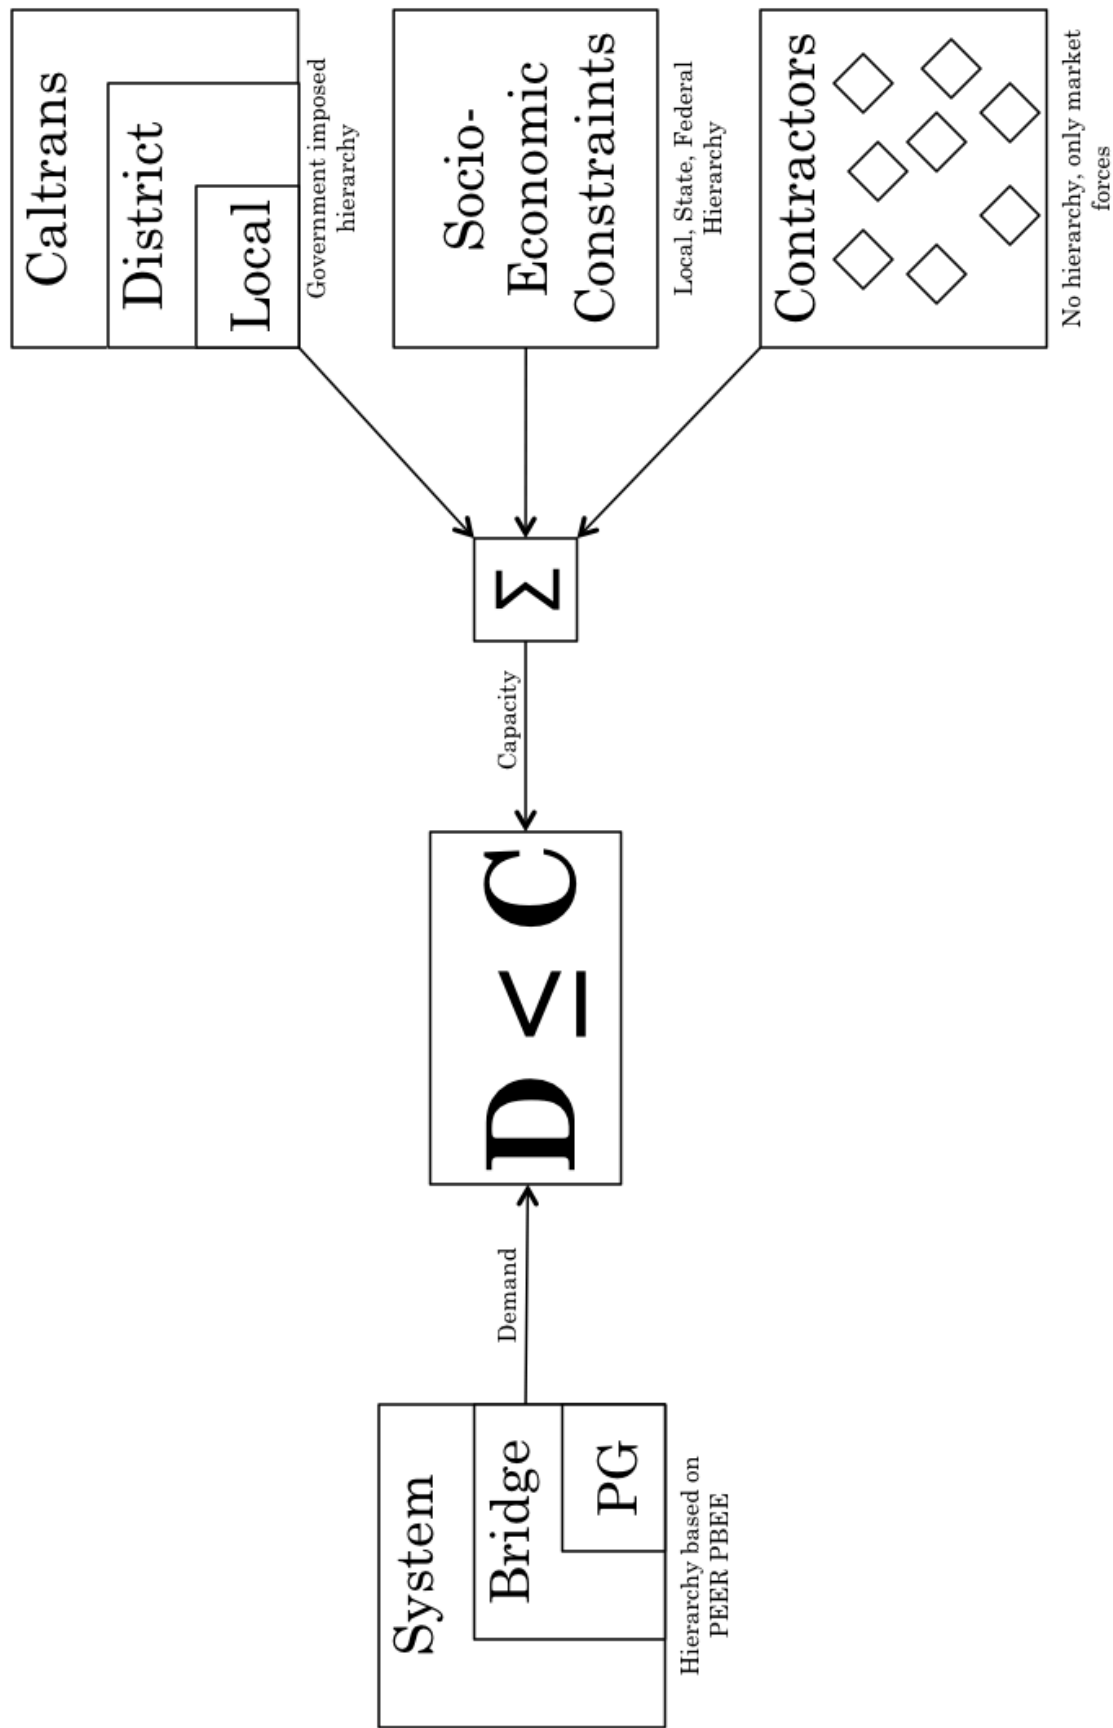 System
Bridge
PG
Hierarchy based on
PEER PBEE
Demand
D ≤ C
Capacity
Σ
Caltrans
District
Local
Government imposed
hierarchy
Socio-
Economic
Constraints
Local, State, Federal
Hierarchy
Contractors
No hierarchy, only market
forces